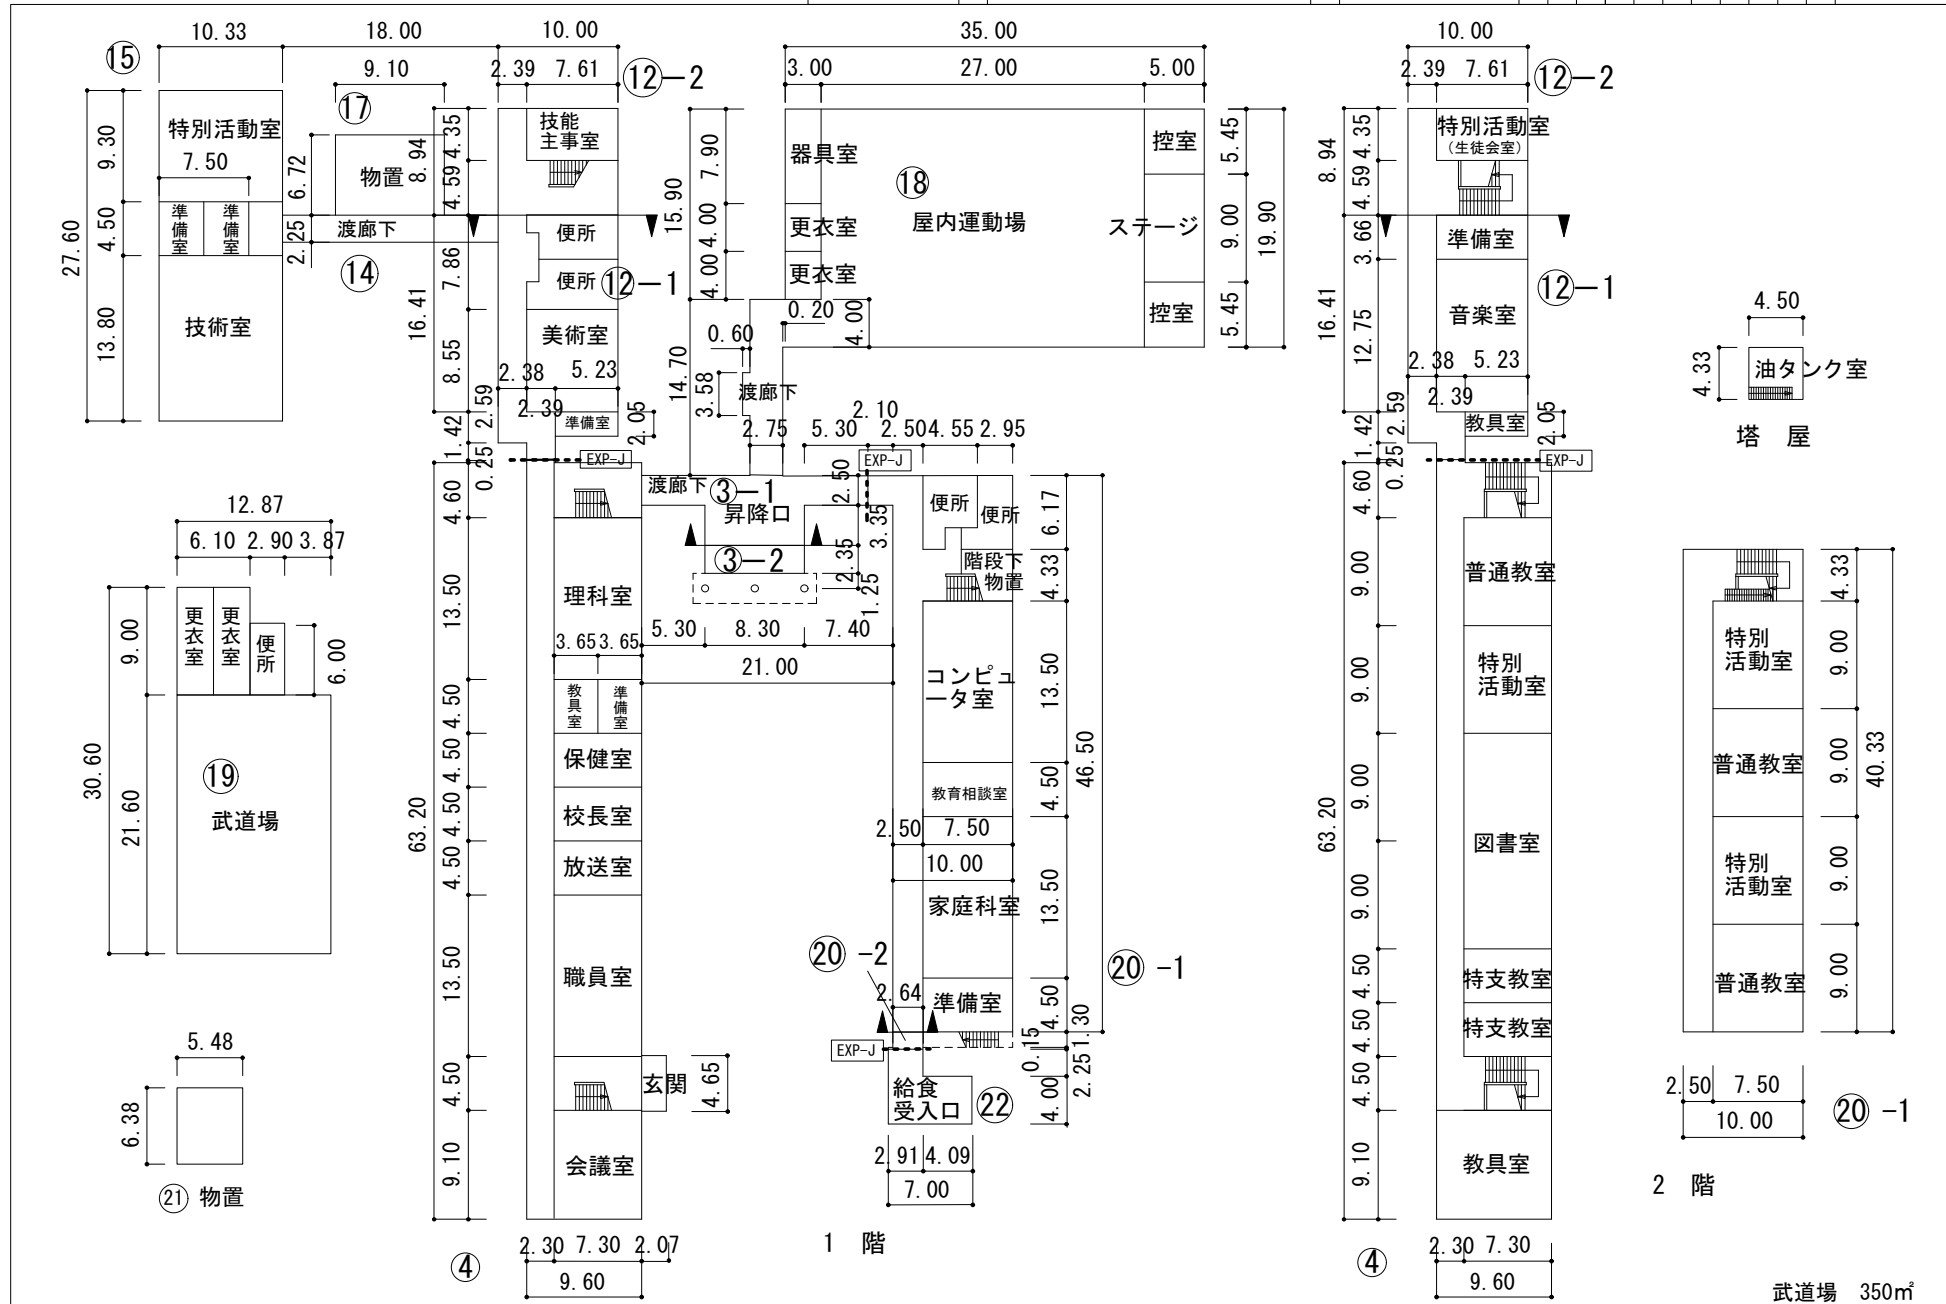 10.33
18.00
10.00
35.00
10.00
⑮
9.10
2.39
7.61
⑫-2
3.00
27.00
5.00
2.39
7.61
⑫-2
⑰
特別活動室
7.50
9.30
6.72
物置
8.94
4.35
技能
主事室
4.59
器具室
7.90
15.90
⑱
屋内運動場
控室
5.45
ステージ
9.00
19.90
8.94
4.35
特別活動室
(生徒会室)
4.59
27.60
4.50
準備室
準備室
2.25
渡廊下
⑭
7.86
便所
便所
⑫-1
4.00
更衣室
4.00
更衣室
3.66
準備室
⑫-1
13.80
技術室
16.41
8.55
美術室
0.20
0.60
4.00
控室
5.45
16.41
12.75
音楽室
4.50
4.33
油タンク室
塔 屋
2.38
5.23
2.39
2.59
準備室
2.05
14.70
3.58
渡廊下
2.38
5.23
2.39
2.59
教具室
2.05
1.42
0.25
EXP-J
2.75
5.30
2.10
2.50
4.55
2.95
EXP-J
1.42
0.25
EXP-J
12.87
6.10
2.90
3.87
4.60
渡廊下
③-1
昇降口
2.50
3.35
便所
便所
6.17
4.60
③-2
2.35
1.25
階段下
物置
4.33
9.00
更衣室
更衣室
便所
6.00
13.50
理科室
3.65
3.65
5.30
8.30
7.40
21.00
コンピュ
ータ室
13.50
9.00
普通教室
9.00
特別
活動室
4.33
特別
活動室
9.00
4.50
教具室
準備室
46.50
普通教室
9.00
40.33
30.60
21.60
⑲
武道場
4.50
保健室
教育相談室
4.50
9.00
63.20
4.50
校長室
2.50
7.50
10.00
63.20
図書室
9.00
特別
活動室
9.00
4.50
放送室
家庭科室
13.50
13.50
職員室
⑳-2
⑳-1
2.64
準備室
4.50
4.50
特支教室
4.50
特支教室
普通教室
9.00
5.48
6.38
㉑ 物置
EXP-J
0.15
1.30
2.25
4.50
玄関
4.65
給食
受入口
㉒
4.00
4.50
2.50
7.50
10.00
⑳-1
9.10
会議室
2.91
4.09
7.00
9.10
教具室
2 階
1 階
④
2.30
7.30
2.07
9.60
④
2.30
7.30
9.60
武道場 350㎡